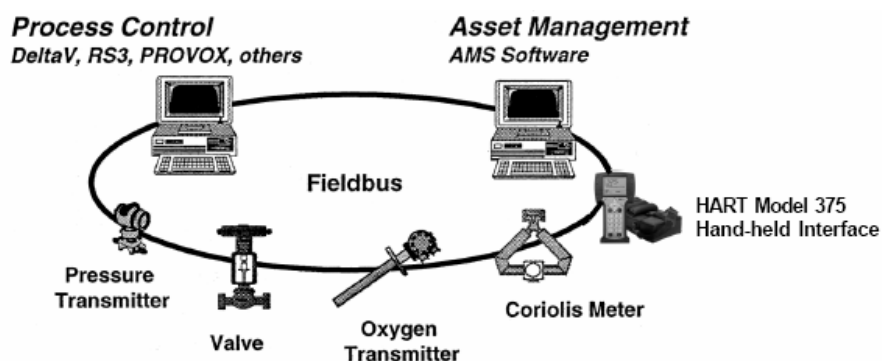 Process Control
DeltaV, RS3, PROVOX, others
Asset Management
AMS Software
Fieldbus
HART Model 375
Hand-held Interface
Pressure
Transmitter
Valve
Oxygen
Transmitter
Coriolis Meter